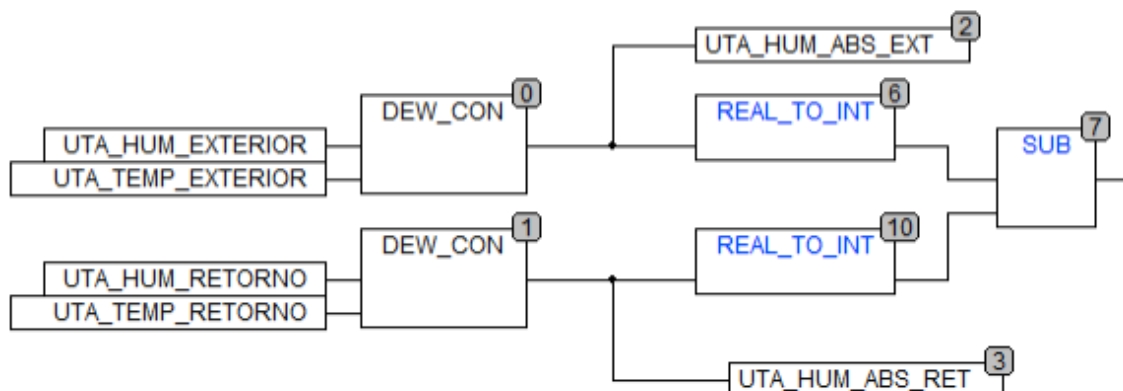 2
UTA_HUM_ABS_EXT
0
DEW_CON
6
REAL_TO_INT
7
SUB
UTA_HUM_EXTERIOR
UTA_TEMP_EXTERIOR
1
DEW_CON
10
REAL_TO_INT
UTA_HUM_RETORNO
UTA_TEMP_RETORNO
3
UTA_HUM_ABS_RET